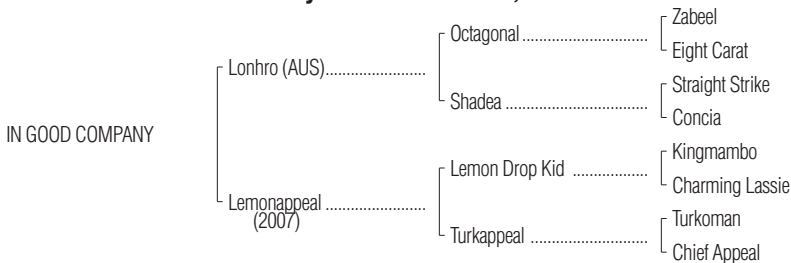 Zabeel
Octagonal
Eight Carat
Lonhro (AUS)
Straight Strike
Shadea
Concia
IN GOOD COMPANY
Kingmambo
Lemon Drop Kid
Charming Lassie
Lemonappeal
(2007)
Turkoman
Turkappeal
Chief Appeal